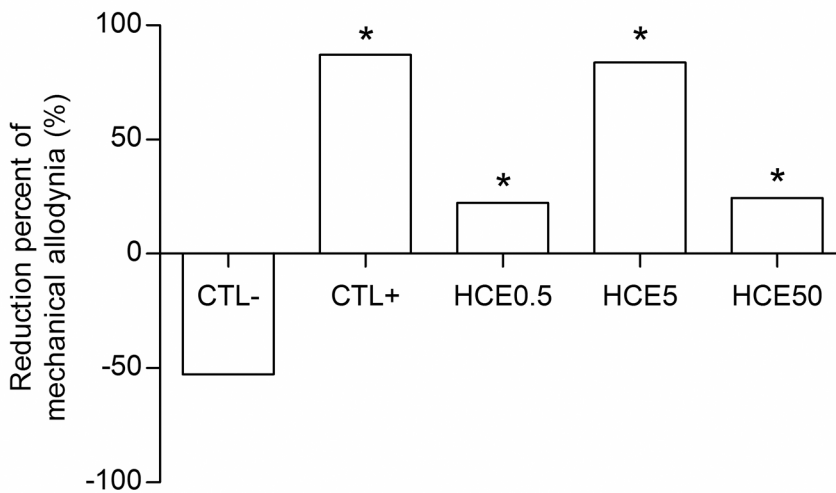 Reduction percent of
mechanical allodynia (%)
100
50
0
-50
-100
* * * *
CTL- CTL+ HCE0.5 HCE5 HCE50